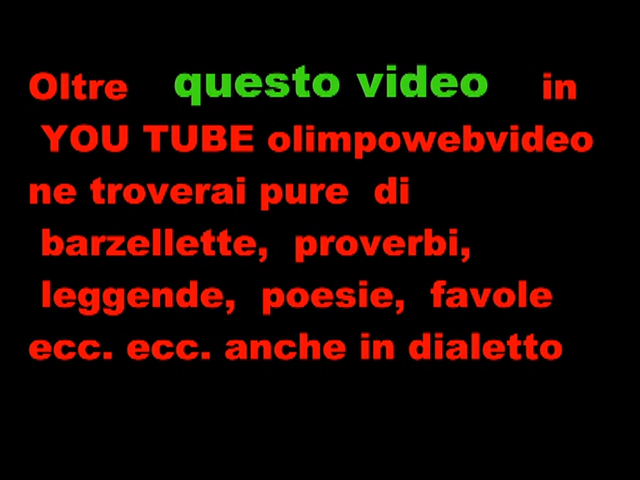 Oltre questo video in
YOU TUBE olimpowebvideo
ne troverai pure di
barzellette, proverbi,
leggende, poesie, favole
ecc. ecc. anche in dialetto